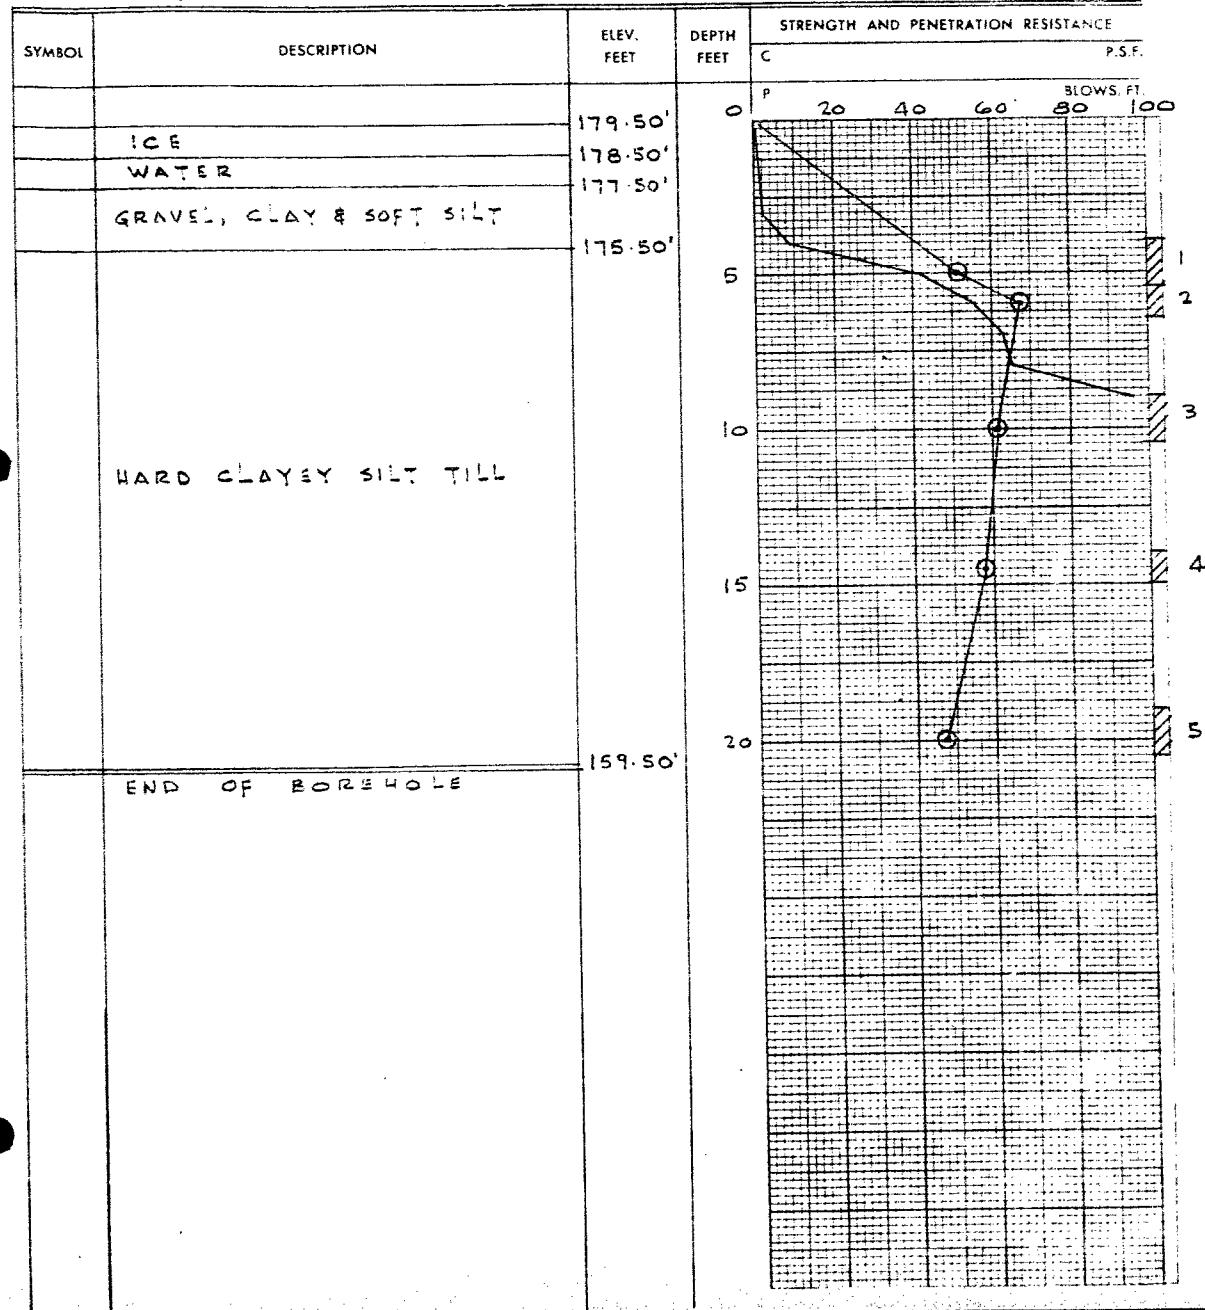 SYMBOL DESCRIPTION ELEV. FEET DEPTH FEET STRENGTH AND PENETRATION RESISTANCE
C P.S.F.
P BLOWS. FT.
0 20 40 60 80 100
179.50'
ICE
178.50'
WATER
177.50'
GRAVEL, CLAY & SOFT SILT
175.50'
1
5
2
3
10
HARD CLAYEY SILT TILL
4
15
5
20
159.50'
END OF BOREHOLE